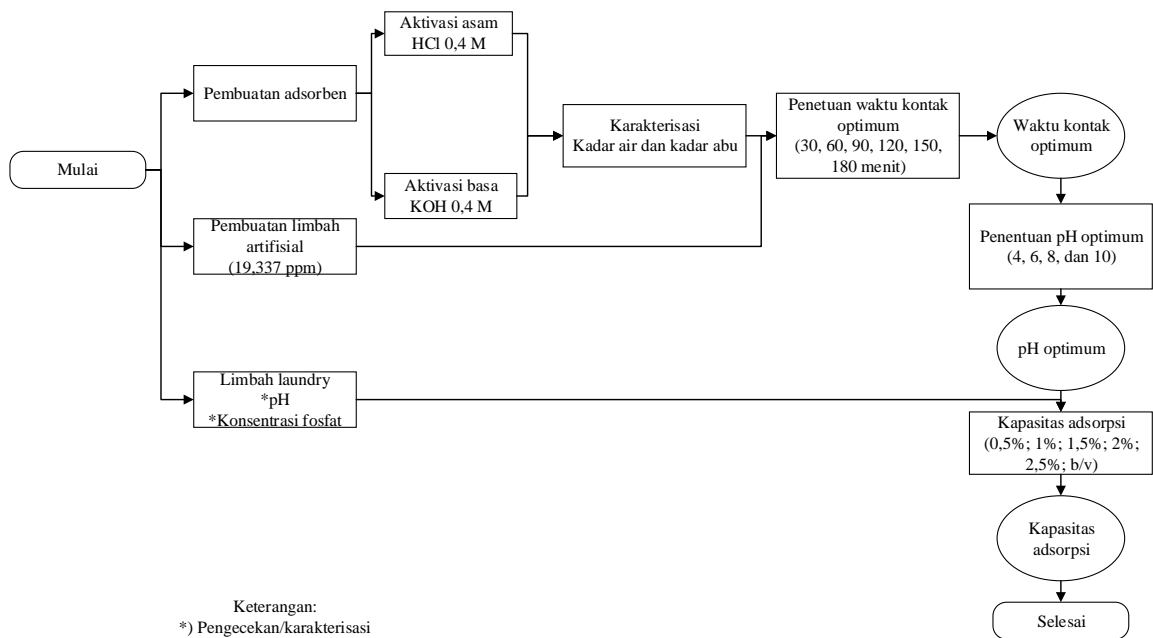 Mulai
Pembuatan adsorben
Aktivasi asam
HCl 0,4 M
Aktivasi basa
KOH 0,4 M
Karakterisasi
Kadar air dan kadar abu
Penetuan waktu kontak
optimum
(30, 60, 90, 120, 150,
180 menit)
Waktu kontak
optimum
Pembuatan limbah
artifisial
(19,337 ppm)
Penentuan pH optimum
(4, 6, 8, dan 10)
pH optimum
Limbah laundry
*pH
*Konsentrasi fosfat
Kapasitas adsorpsi
(0,5%; 1%; 1,5%; 2%;
2,5%; b/v)
Kapasitas
adsorpsi
Selesai
Keterangan:
*) Pengecekan/karakterisasi